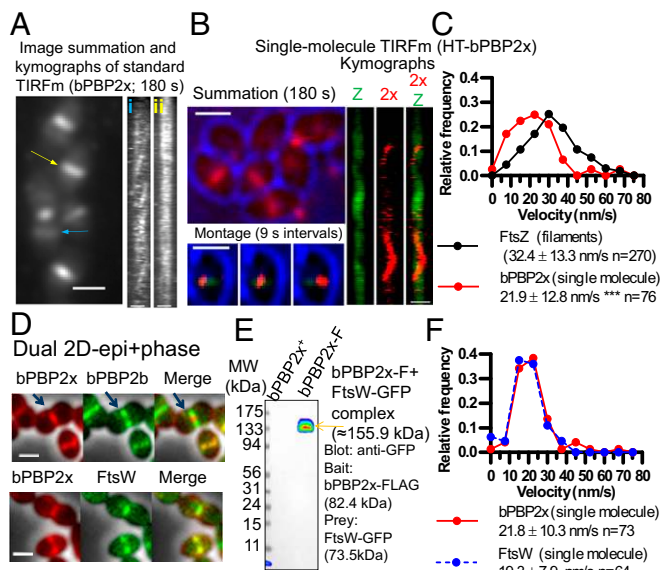 A
Image summation and
kymographs of standard
TIRFm (bPBP2x; 180 s)
i
ii
B
Single-molecule TIRFm (HT-bPBP2x)
Kymographs
Summation (180 s)
Z
2x
2x
Z
Montage (9 s intervals)
C
Relative frequency
0.4
0.3
0.2
0.1
0.0
0 10 20 30 40 50 60 70 80
Velocity (nm/s)
FtsZ (filaments)
(32.4 ± 13.3 nm/s n=270)
bPBP2x (single molecule)
21.9 ± 12.8 nm/s *** n=76
D
Dual 2D-epi+phase
bPBP2x bPBP2b Merge
bPBP2x FtsW Merge
E
MW
(kDa)
bPBP2x+
bPBP2x-F
175
133
94
56
31
24
15
11
bPBP2x-F+
FtsW-GFP
complex
(≈155.9 kDa)
Blot: anti-GFP
Bait:
bPBP2x-FLAG
(82.4 kDa)
Prey:
FtsW-GFP
(73.5kDa)
F
Relative frequency
0.4
0.3
0.2
0.1
0.0
0 10 20 30 40 50 60 70 80
Velocity (nm/s)
bPBP2x (single molecule)
21.8 ± 10.3 nm/s n=73
FtsW (single molecule)